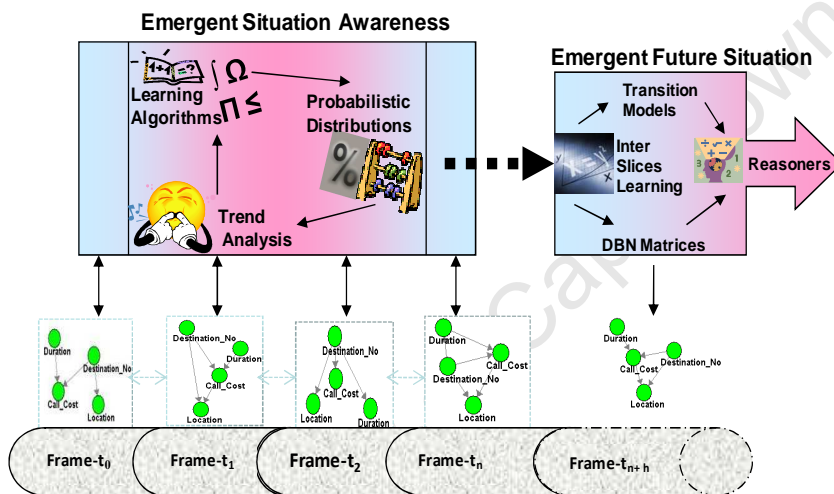 Emergent Situation Awareness
Learning
Algorithms
∫ Ω
∏ ≤
1+1
=?
Probabilistic
Distributions
%
Trend
Analysis
Emergent Future Situation
Transition
Models
Inter
Slices
Learning
DBN Matrices
Reasoners
Duration
Destination_No
Call_Cost
Location
Destination_No
Duration
Call_Cost
Location
Destination_No
Call_Cost
Location
Duration
Duration
Call_Cost
Destination_No
Location
Duration
Destination_No
Call_Cost
Location
Frame-t₀
Frame-t₁
Frame-t₂
Frame-tₙ
Frame-tₙ₊ₕ